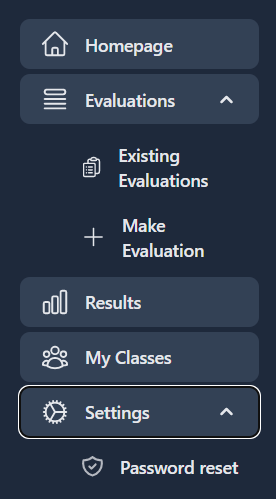 Homepage
Evaluations
Existing
Evaluations
Make
Evaluation
Results
My Classes
Settings
Password reset